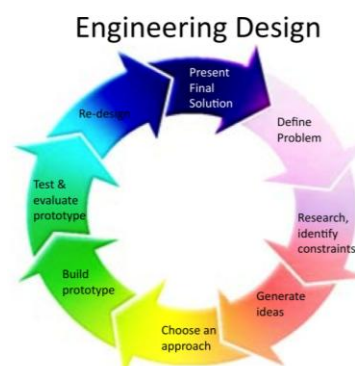 Engineering Design
Present
Final
Solution
Define
Problem
Research,
identify
constraints
Generate
ideas
Choose an
approach
Build
prototype
Test &
evaluate
prototype
Re-design